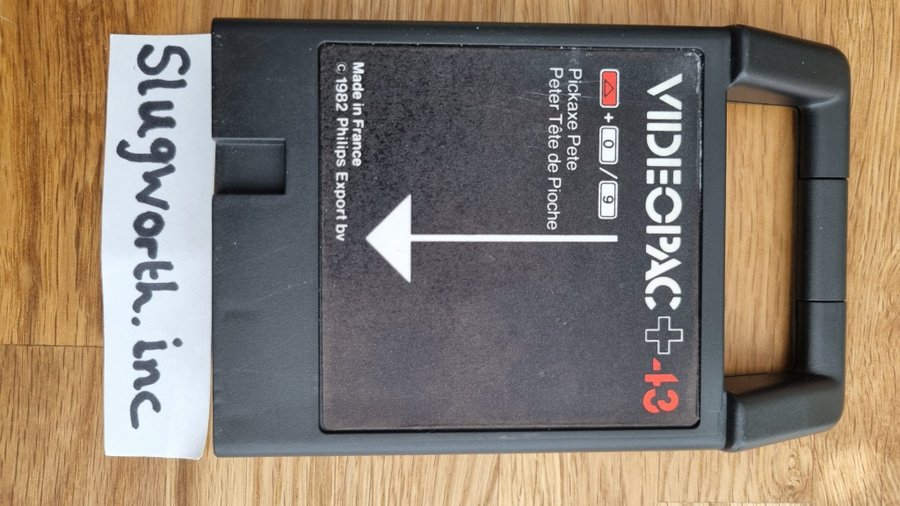 VIDEOPAC+ 43
△ + 0 / 9
Pickaxe Pete
Peter Tête de Pioche
Made in France
© 1982 Philips Export bv
Slugworth.inc